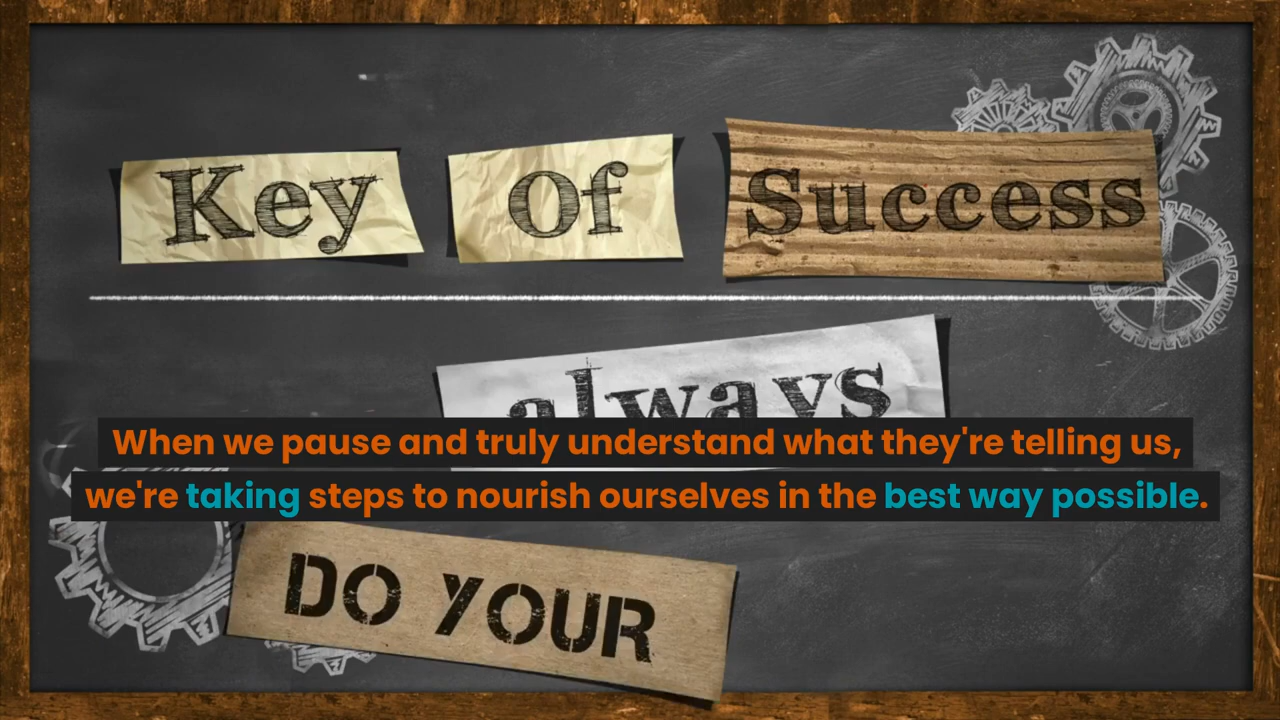 Key Of Success
always
When we pause and truly understand what they're telling us,
we're taking steps to nourish ourselves in the best way possible.
DO YOUR